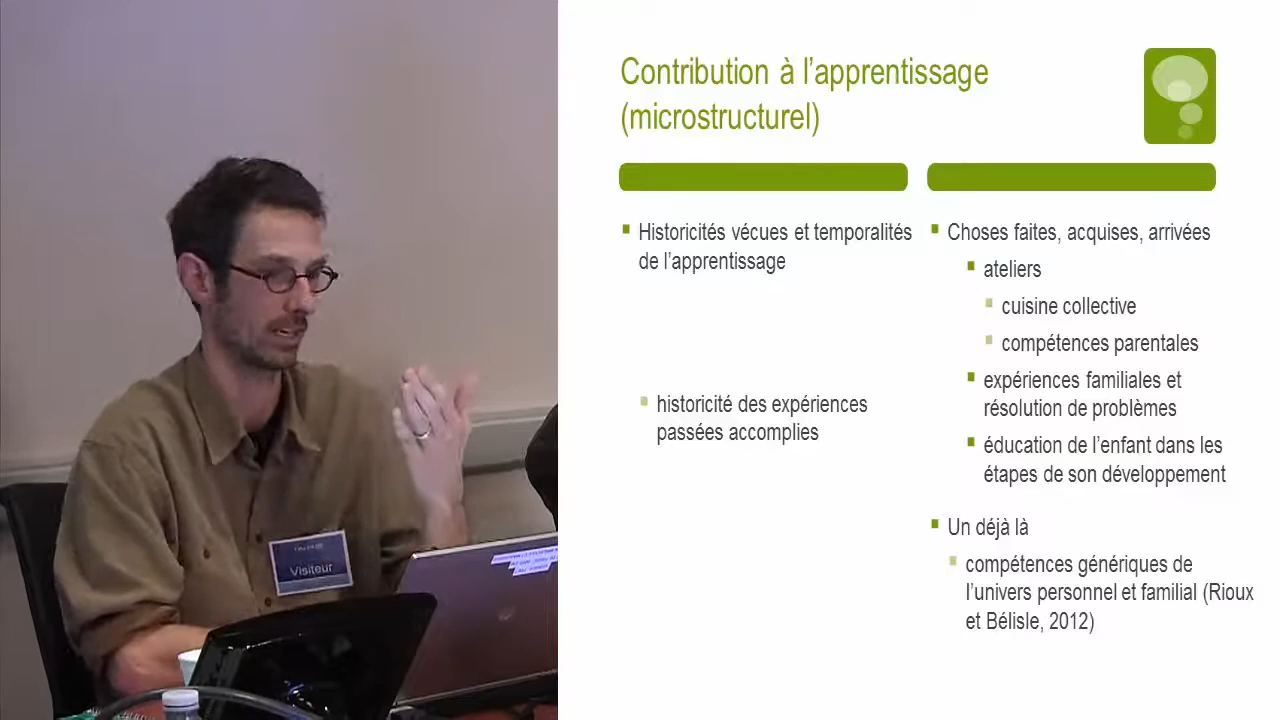 Contribution à l'apprentissage
(microstructurel)
Historicités vécues et temporalités
de l'apprentissage
historicité des expériences
passées accomplies
Choses faites, acquises, arrivées
ateliers
cuisine collective
compétences parentales
expériences familiales et
résolution de problèmes
éducation de l'enfant dans les
étapes de son développement
Un déjà là
compétences génériques de
l'univers personnel et familial (Rioux
et Bélisle, 2012)
Visiteur